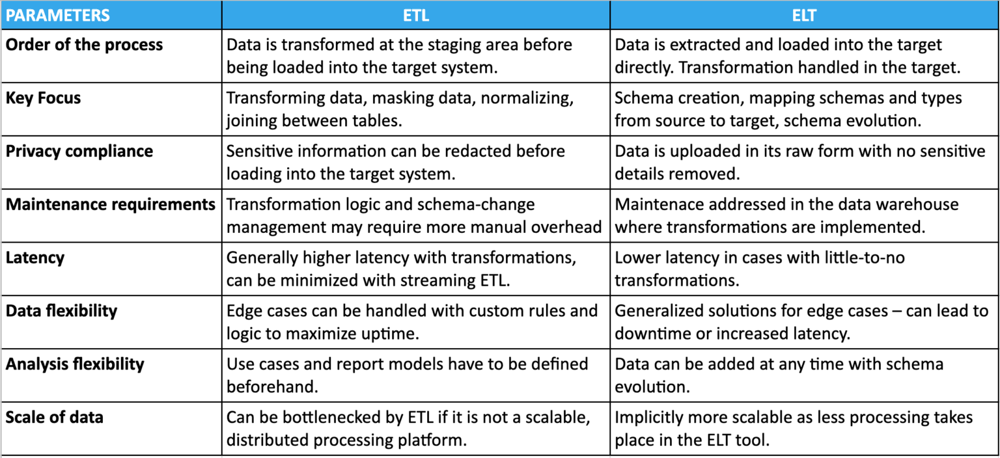 PARAMETERS ETL ELT
Order of the process
Data is transformed at the staging area before
being loaded into the target system.
Data is extracted and loaded into the target
directly. Transformation handled in the target.
Key Focus
Transforming data, masking data, normalizing,
joining between tables.
Schema creation, mapping schemas and types
from source to target, schema evolution.
Privacy compliance
Sensitive information can be redacted before
loading into the target system.
Data is uploaded in its raw form with no sensitive
details removed.
Maintenance requirements
Transformation logic and schema-change
management may require more manual overhead
Maintenace addressed in the data warehouse
where transformations are implemented.
Latency
Generally higher latency with transformations,
can be minimized with streaming ETL.
Lower latency in cases with little-to-no
transformations.
Data flexibility
Edge cases can be handled with custom rules and
logic to maximize uptime.
Generalized solutions for edge cases – can lead to
downtime or increased latency.
Analysis flexibility
Use cases and report models have to be defined
beforehand.
Data can be added at any time with schema
evolution.
Scale of data
Can be bottlenecked by ETL if it is not a scalable,
distributed processing platform.
Implicitly more scalable as less processing takes
place in the ELT tool.